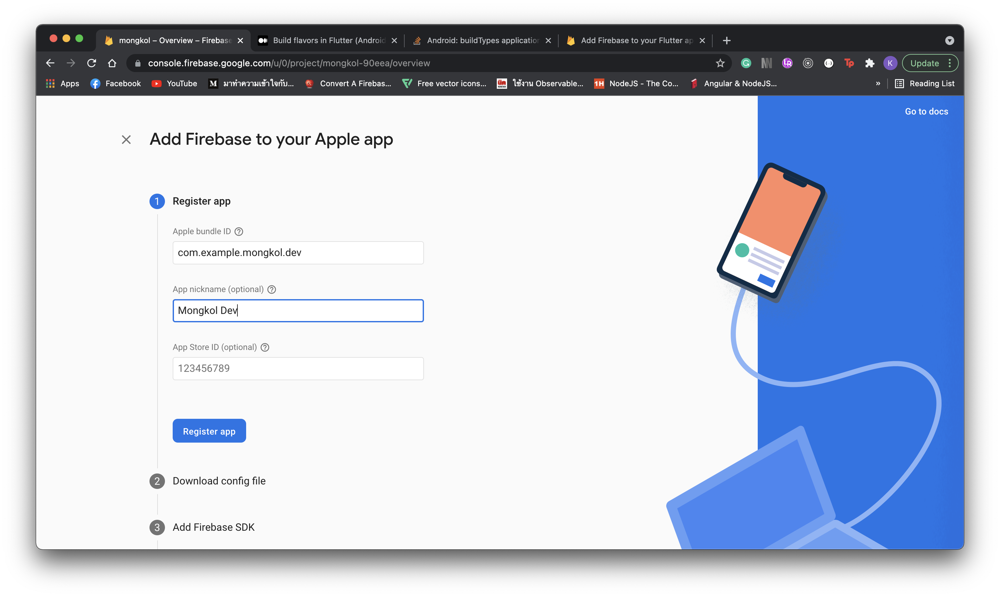 mongkol – Overview – Firebase
Build flavors in Flutter (Android
Android: buildTypes application
Add Firebase to your Flutter ap
console.firebase.google.com/u/0/project/mongkol-90eea/overview
K
Update
Apps
Facebook
YouTube
มาทำความเข้าใจกับ...
Convert A Firebas...
Free vector icons...
ใช้งาน Observable...
NodeJS - The Co...
Angular & NodeJS...
»
Reading List
Go to docs
Add Firebase to your Apple app
1 Register app
Apple bundle ID
com.example.mongkol.dev
App nickname (optional)
Mongkol Dev
App Store ID (optional)
123456789
Register app
2 Download config file
3 Add Firebase SDK